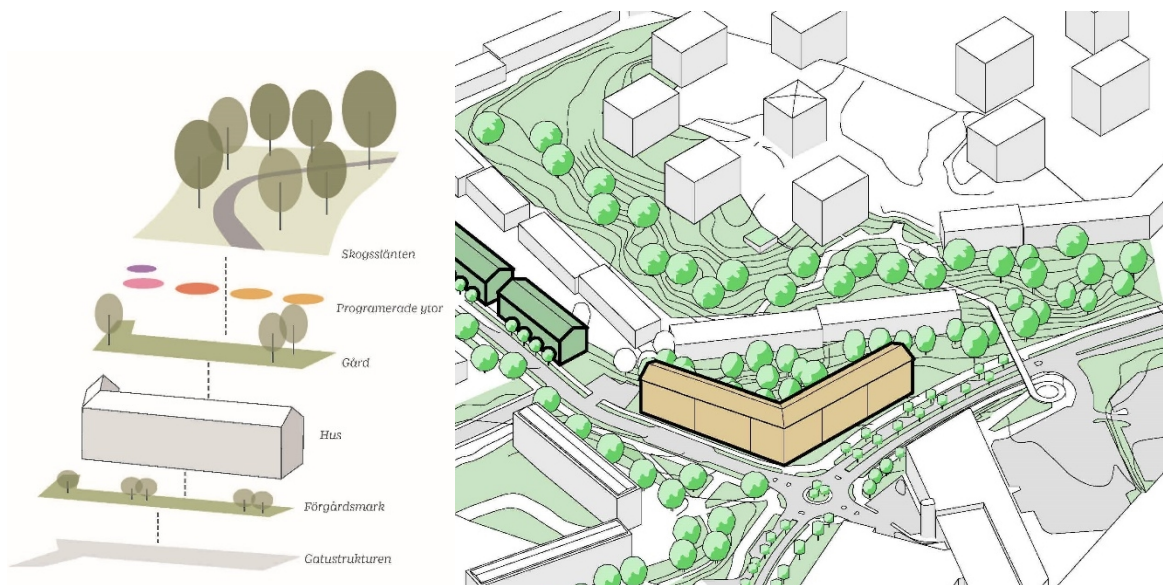 Skogsslänten
Programerade ytor
Gård
Hus
Förgårdsmark
Gatustrukturen